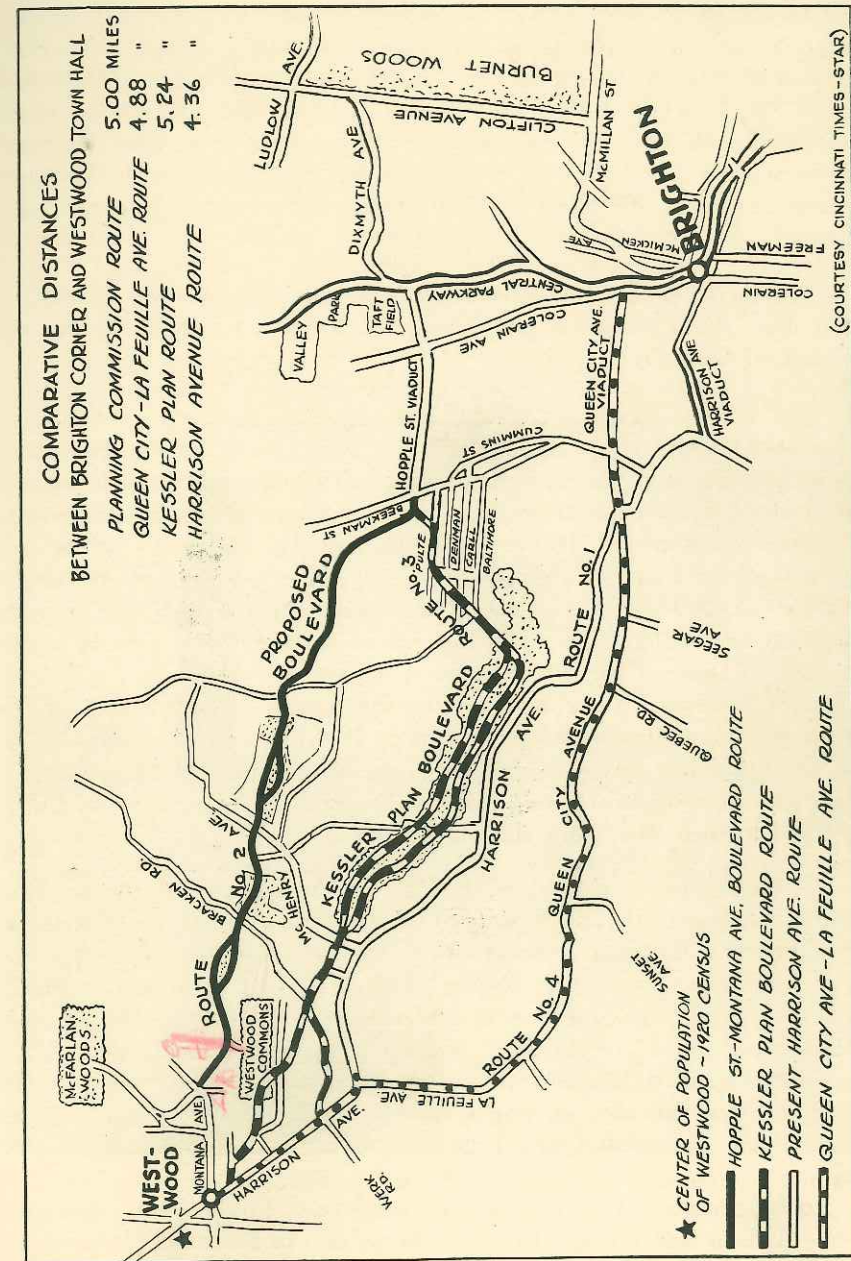 COMPARATIVE DISTANCES
BETWEEN BRIGHTON CORNER AND WESTWOOD TOWN HALL
PLANNING COMMISSION ROUTE 5.00 MILES
QUEEN CITY-LA FEUILLE AVE. ROUTE 4.88 "
KESSLER PLAN ROUTE 5.24 "
HARRISON AVENUE ROUTE 4.36 "
LUDLOW AVE.
BURNET WOODS
CLIFTON AVENUE
DIXMYTH AVE
McMILLAN ST
VALLEY
PARK
TAFT
FIELD
CENTRAL PARKWAY
McMICKEN AVE
BRIGHTON
FREEMAN
COLERAIN
COLERAIN AVE
HOPPLE ST. VIADUCT
QUEEN CITY AVE.
VIADUCT
HARRISON AVE
VIADUCT
BEEKMAN ST
CUMMINS ST
PULTE
DENMAN
CARLL
BALTIMORE
PROPOSED
BOULEVARD
ROUTE No. 3
ROUTE No. 1
KESSLER PLAN BOULEVARD
HARRISON AVE.
SEEGAR
AVE
QUEBEC RD.
QUEEN CITY AVENUE
SUNSET
AVE.
ROUTE No. 4
LA FEUILLE AVE.
ROUTE No. 2
McHENRY AVE.
BRACKEN RD.
McFARLAN
WOODS
WESTWOOD
COMMONS
WEST-
WOOD
MONTANA AVE
HARRISON AVE.
WERK
RD.
★ CENTER OF POPULATION
OF WESTWOOD - 1920 CENSUS
HOPPLE ST.-MONTANA AVE. BOULEVARD ROUTE
KESSLER PLAN BOULEVARD ROUTE
PRESENT HARRISON AVE. ROUTE
QUEEN CITY AVE-LA FEUILLE AVE. ROUTE
(COURTESY CINCINNATI TIMES-STAR)